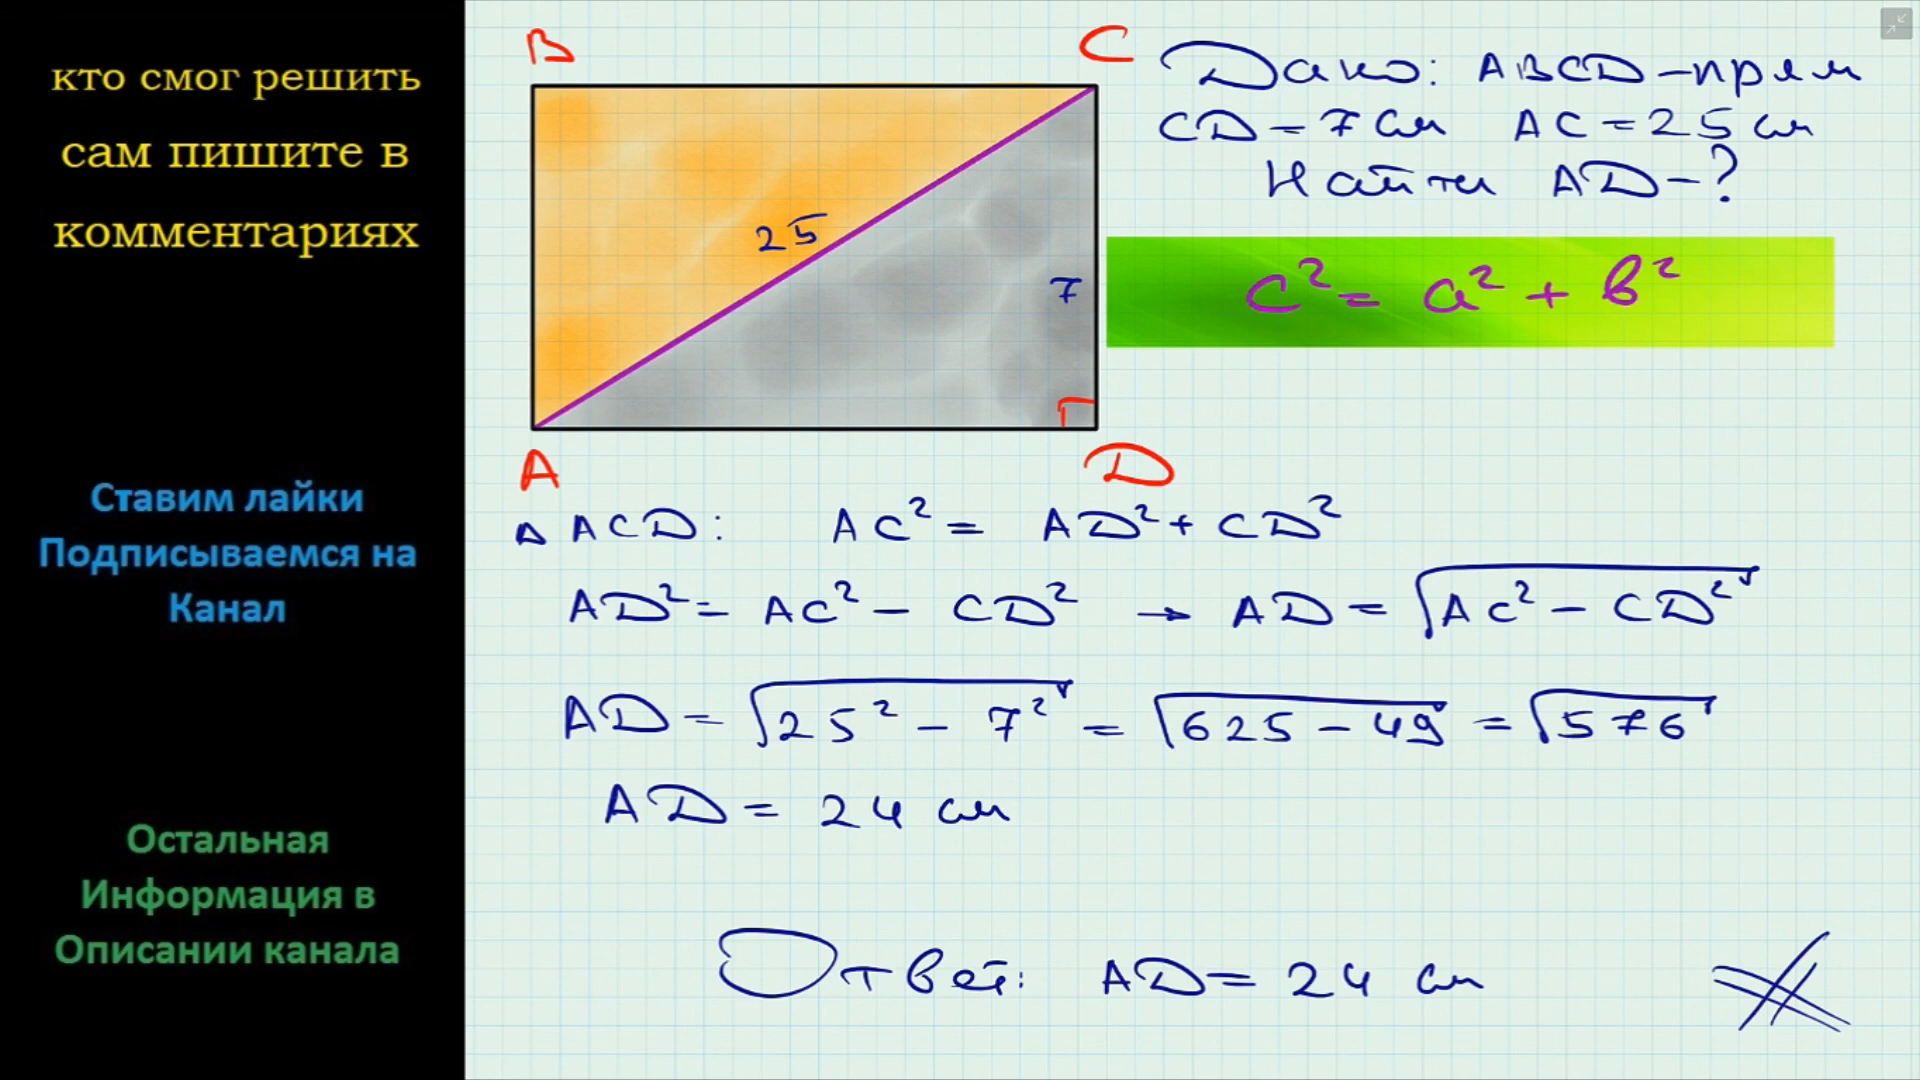 кто смог решить
сам пишите в
комментариях
Ставим лайки
Подписываемся на
Канал
Остальная
Информация в
Описании канала
B
C
25
7
A
D
Дано: ABCD – прям
CD = 7 см AC = 25 см
Найти AD – ?
c² = a² + b²
△ ACD: AC² = AD² + CD²
AD² = AC² – CD² → AD = √(AC² – CD²)
AD = √(25² – 7²) = √(625 – 49) = √576
AD = 24 см
Ответ: AD = 24 см